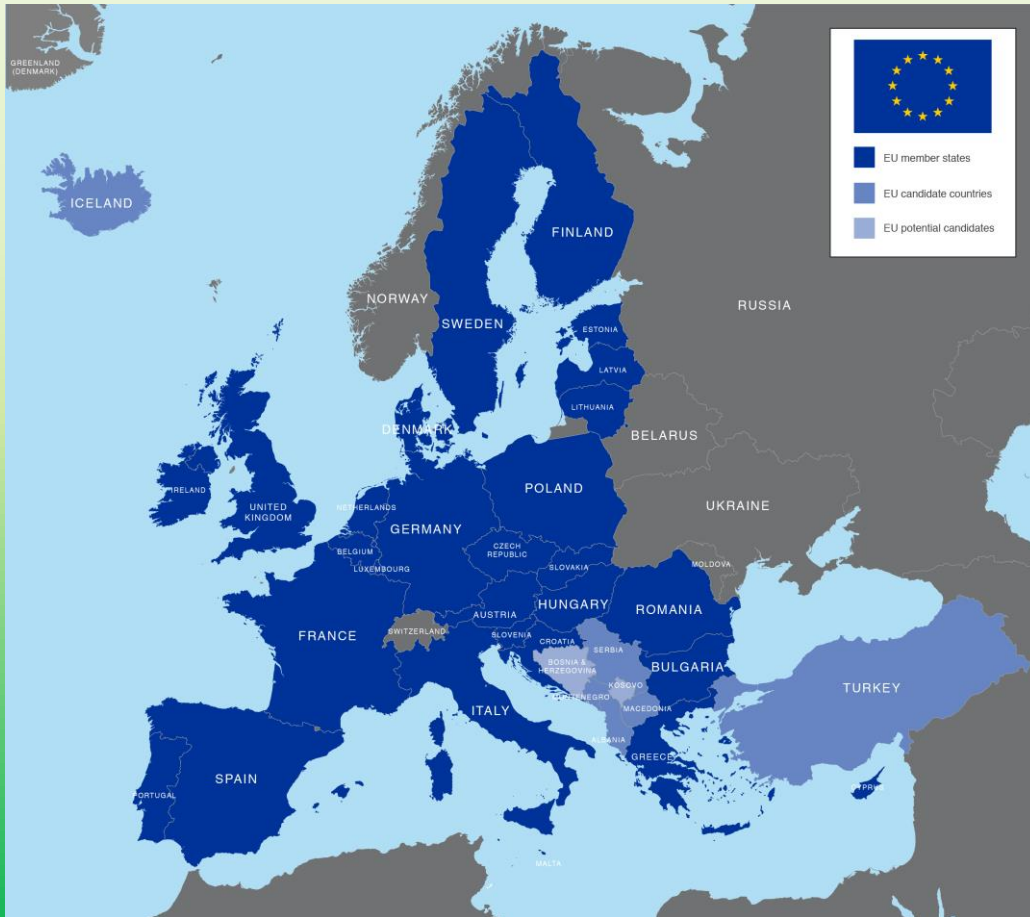 GREENLAND
(DENMARK)
EU member states
EU candidate countries
EU potential candidates
ICELAND
FINLAND
NORWAY
RUSSIA
SWEDEN
ESTONIA
LATVIA
LITHUANIA
DENMARK
BELARUS
IRELAND
UNITED
KINGDOM
NETHERLANDS
POLAND
UKRAINE
GERMANY
BELGIUM
CZECH
REPUBLIC
LUXEMBOURG
SLOVAKIA
MOLDOVA
AUSTRIA
HUNGARY
ROMANIA
FRANCE
SWITZERLAND
SLOVENIA
CROATIA
SERBIA
BOSNIA &
HERZEGOVINA
BULGARIA
KOSOVO
TURKEY
MONTENEGRO
MACEDONIA
ITALY
ALBANIA
GREECE
SPAIN
PORTUGAL
CYPRUS
MALTA